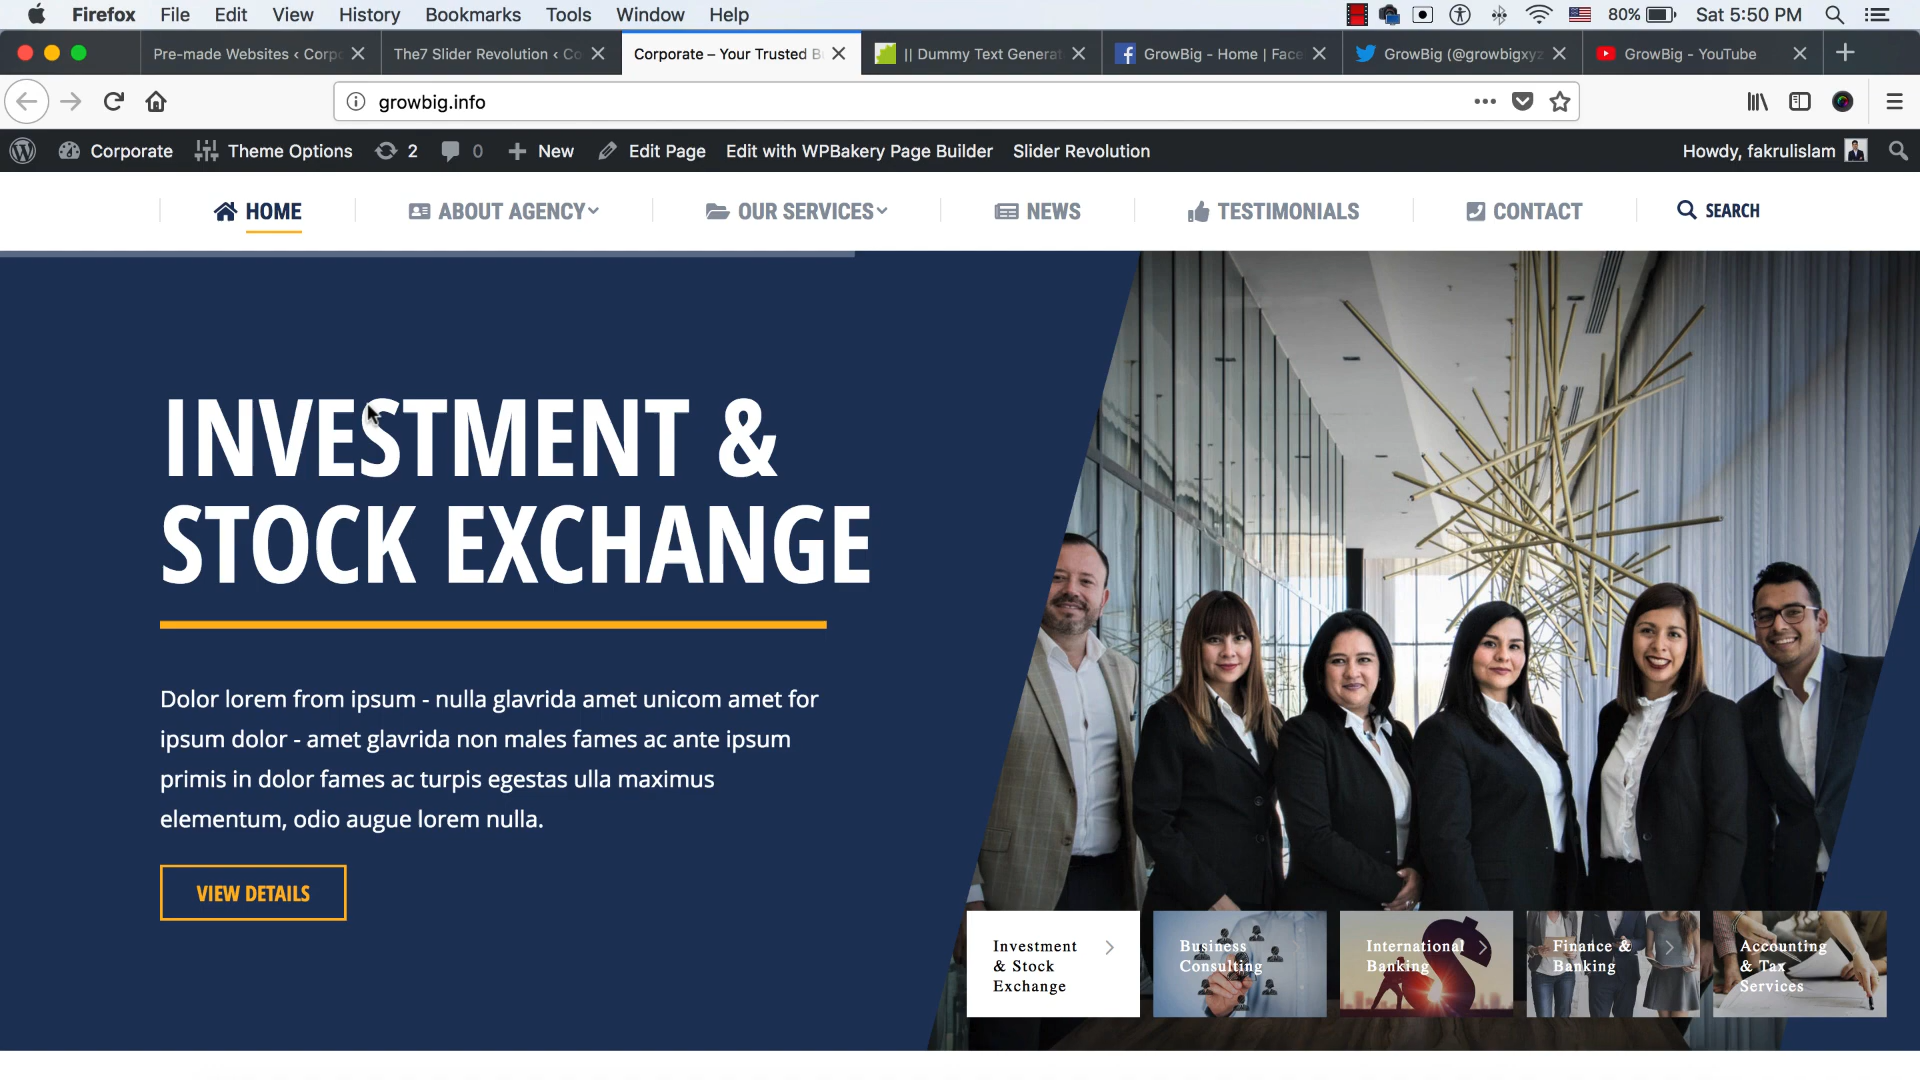 Firefox File Edit View History Bookmarks Tools Window Help 80% Sat 5:50 PM
Pre-made Websites ‹ Corpo The7 Slider Revolution ‹ Co Corporate – Your Trusted B || Dummy Text Generat GrowBig - Home | Face GrowBig (@growbigxyz GrowBig - YouTube
growbig.info
Corporate Theme Options 2 0 New Edit Page Edit with WPBakery Page Builder Slider Revolution Howdy, fakrulislam
HOME ABOUT AGENCY OUR SERVICES NEWS TESTIMONIALS CONTACT SEARCH
INVESTMENT &
STOCK EXCHANGE
Dolor lorem from ipsum - nulla glavrida amet unicom amet for
ipsum dolor - amet glavrida non males fames ac ante ipsum
primis in dolor fames ac turpis egestas ulla maximus
elementum, odio augue lorem nulla.
VIEW DETAILS
Investment
& Stock
Exchange
Business
Consulting
International
Banking
Finance &
Banking
Accounting
& Tax
Services